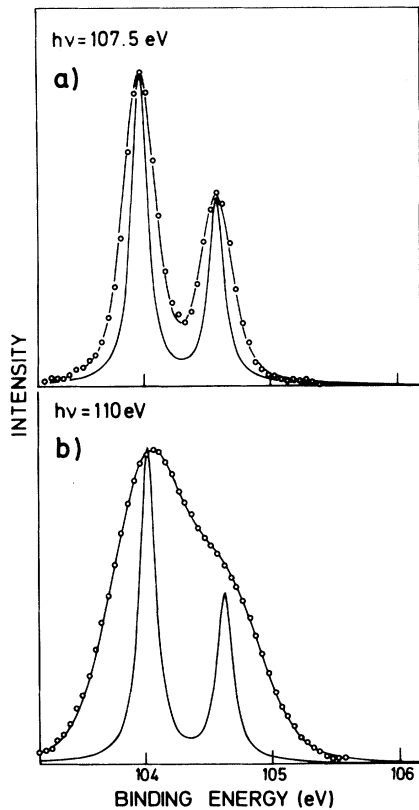 hν=107.5 eV
a)
INTENSITY
hν=110 eV
b)
104
105
106
BINDING ENERGY (eV)